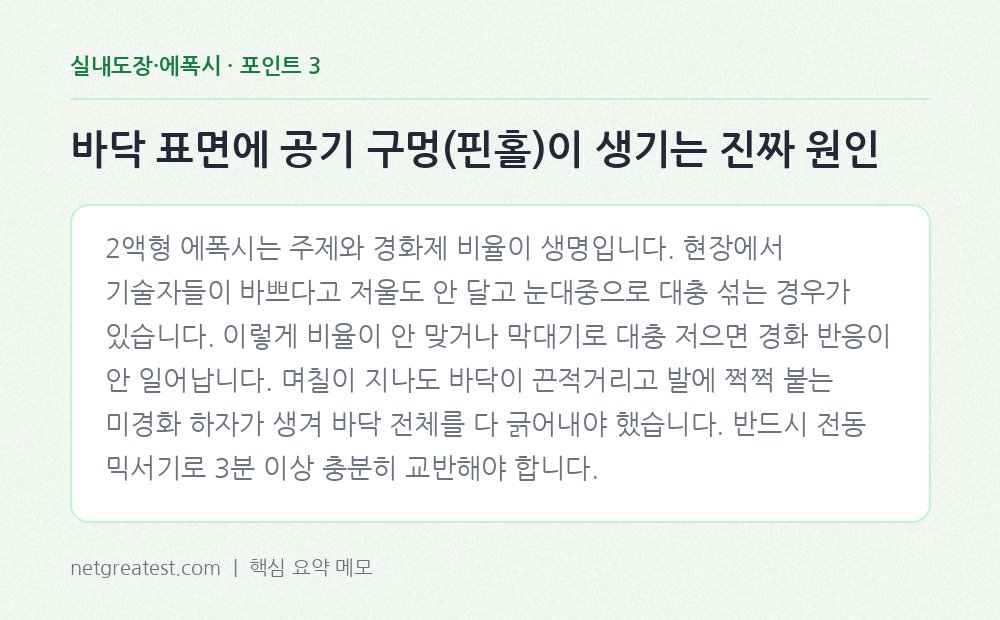 실내도장·에폭시 · 포인트 3
바닥 표면에 공기 구멍(핀홀)이 생기는 진짜 원인
2액형 에폭시는 주제와 경화제 비율이 생명입니다. 현장에서
기술자들이 바쁘다고 저울도 안 달고 눈대중으로 대충 섞는 경우가
있습니다. 이렇게 비율이 안 맞거나 막대기로 대충 저으면 경화 반응이
안 일어납니다. 며칠이 지나도 바닥이 끈적거리고 발에 쩍쩍 붙는
미경화 하자가 생겨 바닥 전체를 다 긁어내야 했습니다. 반드시 전동
믹서기로 3분 이상 충분히 교반해야 합니다.
netgreatest.com | 핵심 요약 메모